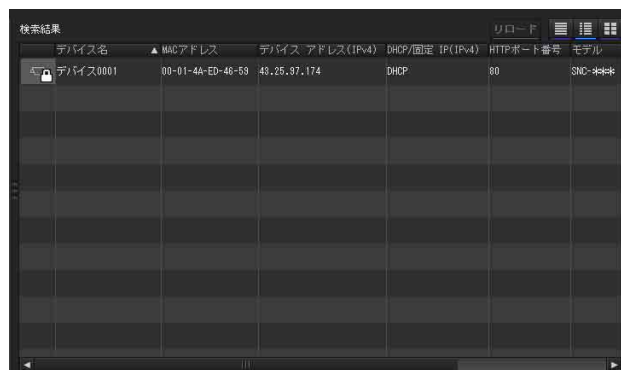 検索結果
リロード
デバイス名 ▲ MACアドレス デバイス アドレス(IPv4) DHCP/固定 IP(IPv4) HTTPポート番号 モデル
デバイス0001 00-01-4A-ED-46-59 43.25.97.174 DHCP 80 SNC-***